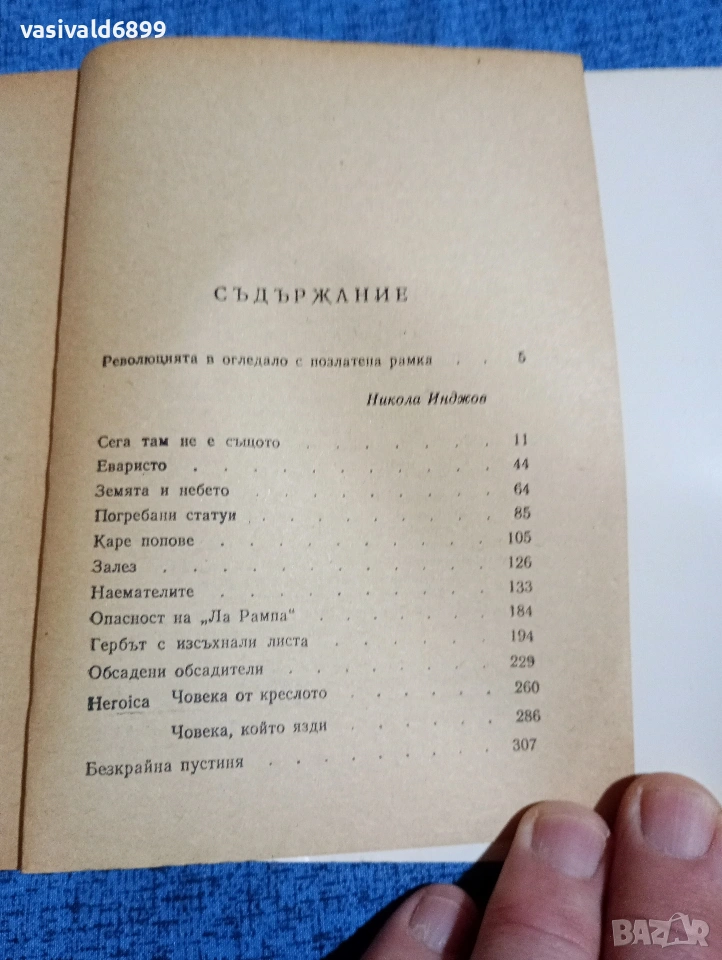 vasivald6899
СЪДЪРЖАНИЕ
Революцията в огледало с позлатена рамка . . 5
Никола Инджов
Сега там не е същото . . . . . . . 11
Еваристо . . . . . . . . . . . 44
Земята и небето . . . . . . . . . 64
Погребани статуи . . . . . . . . . 85
Каре попове . . . . . . . . . . 105
Залез . . . . . . . . . . . . 126
Наемателите . . . . . . . . . . 133
Опасност на „Ла Рампа“ . . . . . . . 184
Гербът с изсъхнали листа . . . . . . 194
Обсадени обсадители . . . . . . . . 229
Heroica Човека от креслото . . . . . . 260
Човека, който язди . . . . . . 286
Безкрайна пустиня . . . . . . . . . 307
BAZAR